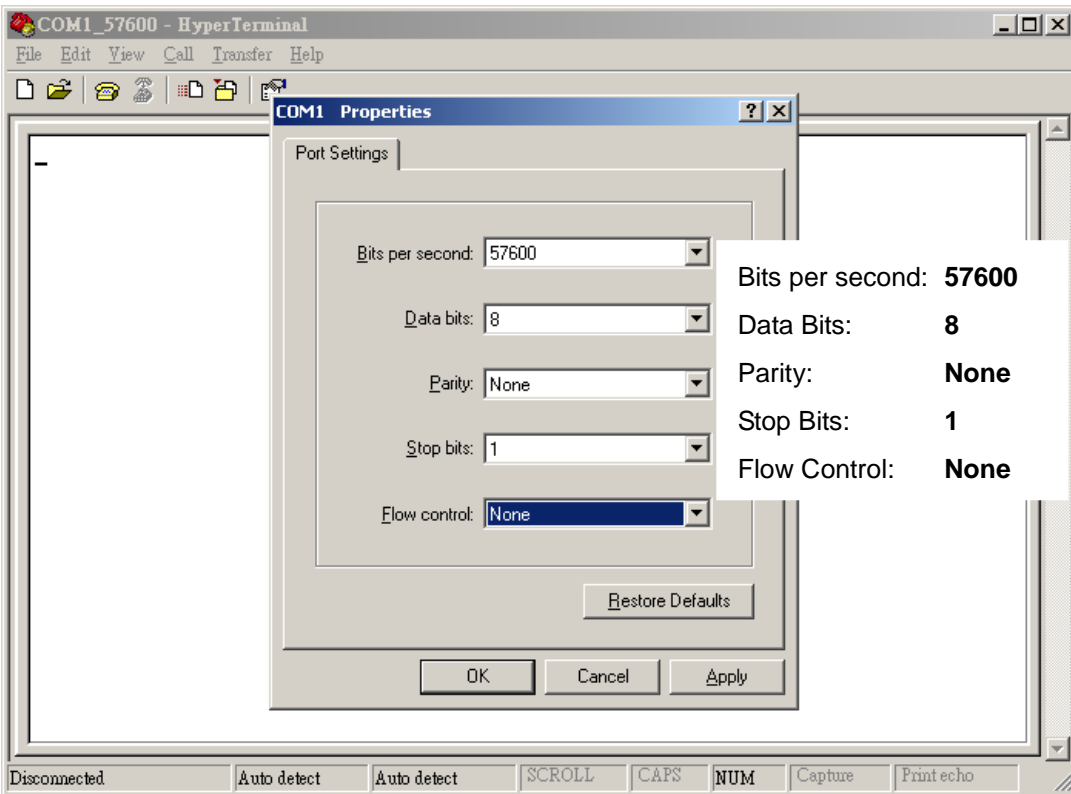 COM1_57600 - HyperTerminal
File Edit View Call Transfer Help
COM1 Properties
Port Settings
Bits per second: 57600
Data bits: 8
Parity: None
Stop bits: 1
Flow control: None
Restore Defaults
OK Cancel Apply
Bits per second: 57600
Data Bits: 8
Parity: None
Stop Bits: 1
Flow Control: None
Disconnected Auto detect Auto detect SCROLL CAPS NUM Capture Print echo